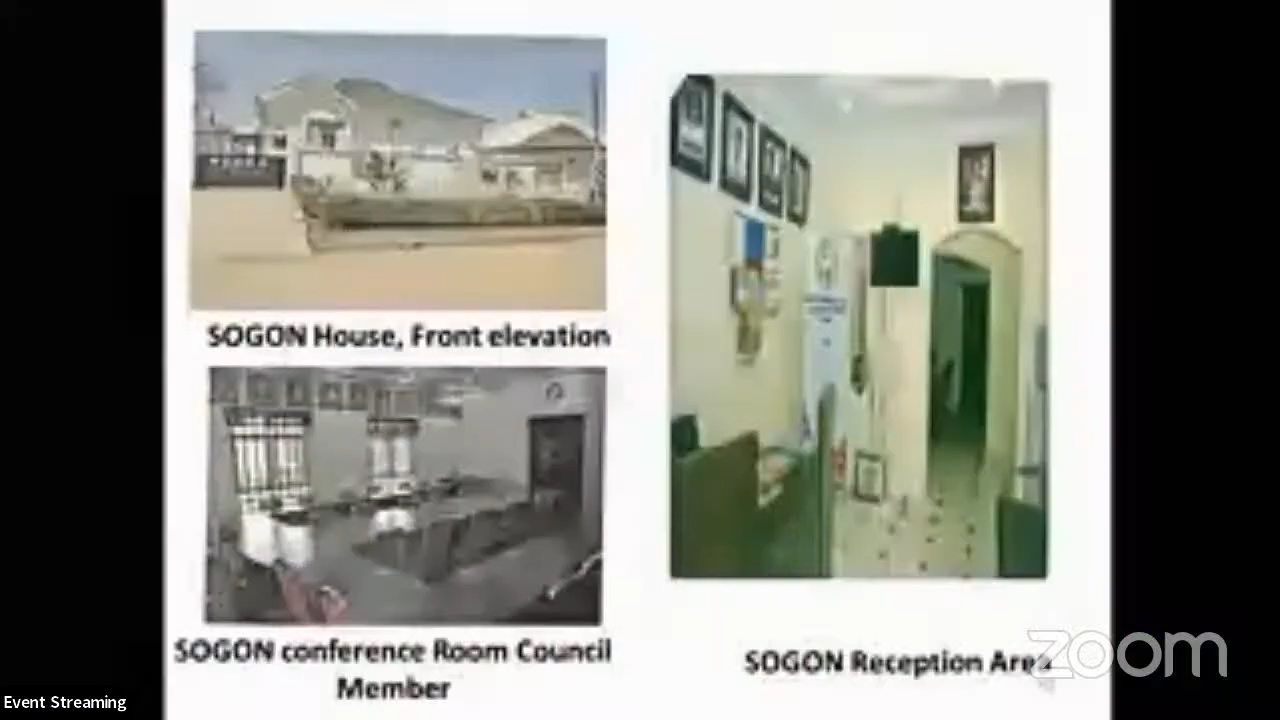 SOGON House, Front elevation
SOGON conference Room Council
Member
SOGON Reception Area
zoom
Event Streaming